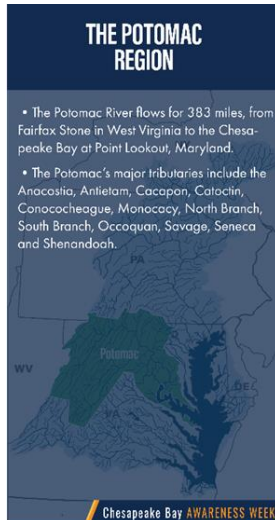 THE POTOMAC
REGION
• The Potomac River flows for 383 miles, from
Fairfax Stone in West Virginia to the Chesa-
peake Bay at Point Lookout, Maryland.
• The Potomac's major tributaries include the
Anacostia, Antietam, Cacapon, Catoctin,
Conococheague, Monocacy, North Branch,
South Branch, Occoquan, Savage, Seneca
and Shenandoah.
PA
Potomac
WV
DE
VA
Chesapeake Bay AWARENESS WEEK